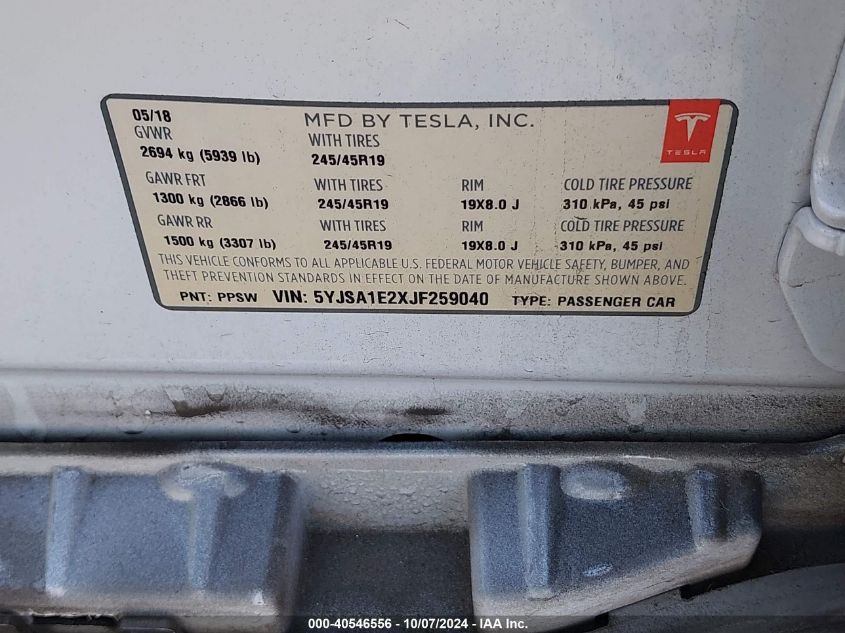 05/18 MFD BY TESLA, INC.
GVWR WITH TIRES
2694 kg (5939 lb) 245/45R19
TESLA
GAWR FRT WITH TIRES RIM COLD TIRE PRESSURE
1300 kg (2866 lb) 245/45R19 19X8.0 J 310 kPa, 45 psi
GAWR RR WITH TIRES RIM COLD TIRE PRESSURE
1500 kg (3307 lb) 245/45R19 19X8.0 J 310 kPa, 45 psi
THIS VEHICLE CONFORMS TO ALL APPLICABLE U.S. FEDERAL MOTOR VEHICLE SAFETY, BUMPER, AND
THEFT PREVENTION STANDARDS IN EFFECT ON THE DATE OF MANUFACTURE SHOWN ABOVE.
PNT: PPSW VIN: 5YJSA1E2XJF259040 TYPE: PASSENGER CAR
000-40546556 - 10/07/2024 - IAA Inc.